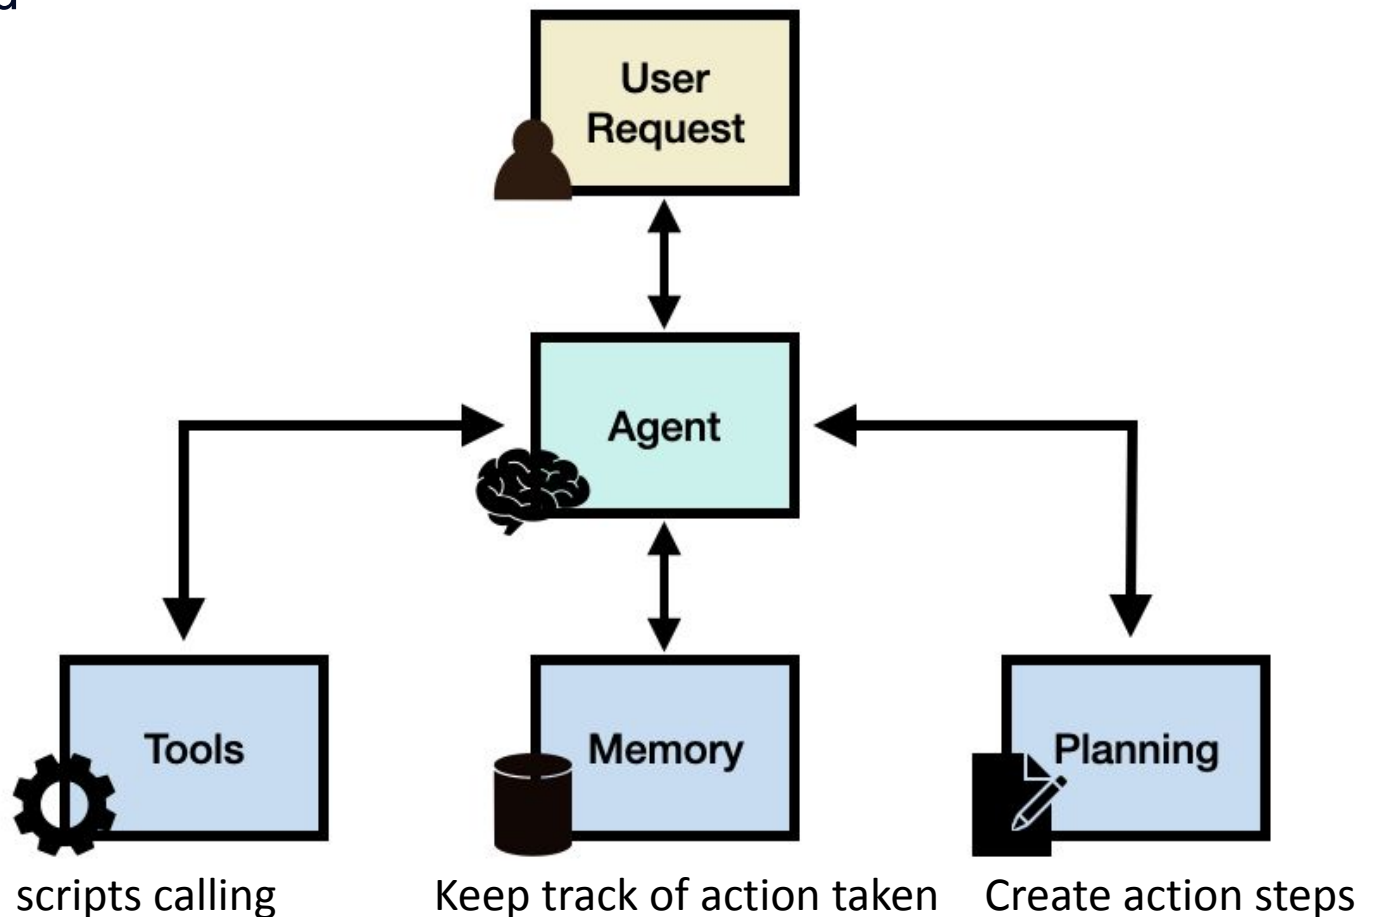 User
Request
Agent
Tools
Memory
Planning
scripts calling
Keep track of action taken
Create action steps